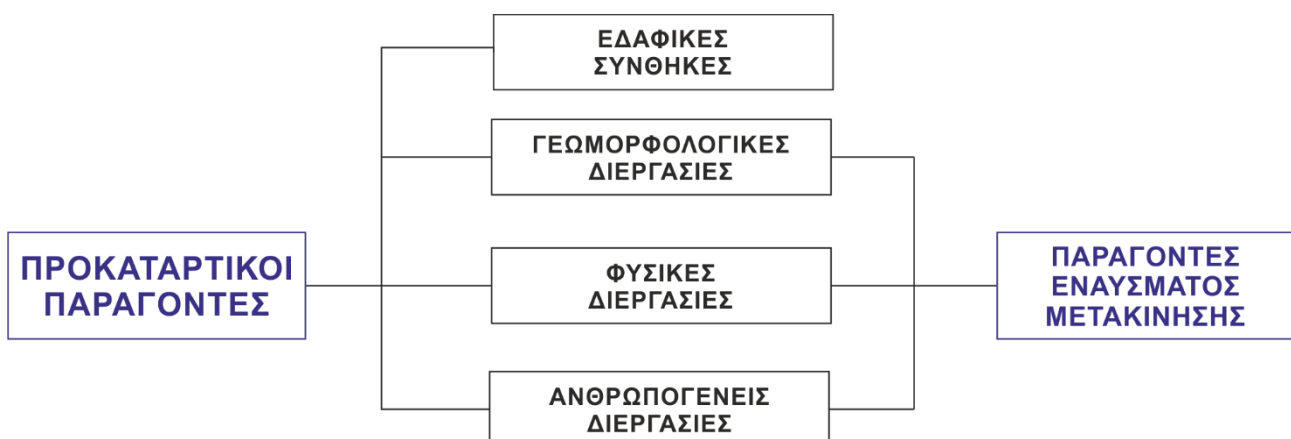 ΕΔΑΦΙΚΕΣ
ΣΥΝΘΗΚΕΣ
ΓΕΩΜΟΡΦΟΛΟΓΙΚΕΣ
ΔΙΕΡΓΑΣΙΕΣ
ΠΡΟΚΑΤΑΡΤΙΚΟΙ
ΠΑΡΑΓΟΝΤΕΣ
ΦΥΣΙΚΕΣ
ΔΙΕΡΓΑΣΙΕΣ
ΠΑΡΑΓΟΝΤΕΣ
ΕΝΑΥΣΜΑΤΟΣ
ΜΕΤΑΚΙΝΗΣΗΣ
ΑΝΘΡΩΠΟΓΕΝΕΙΣ
ΔΙΕΡΓΑΣΙΕΣ